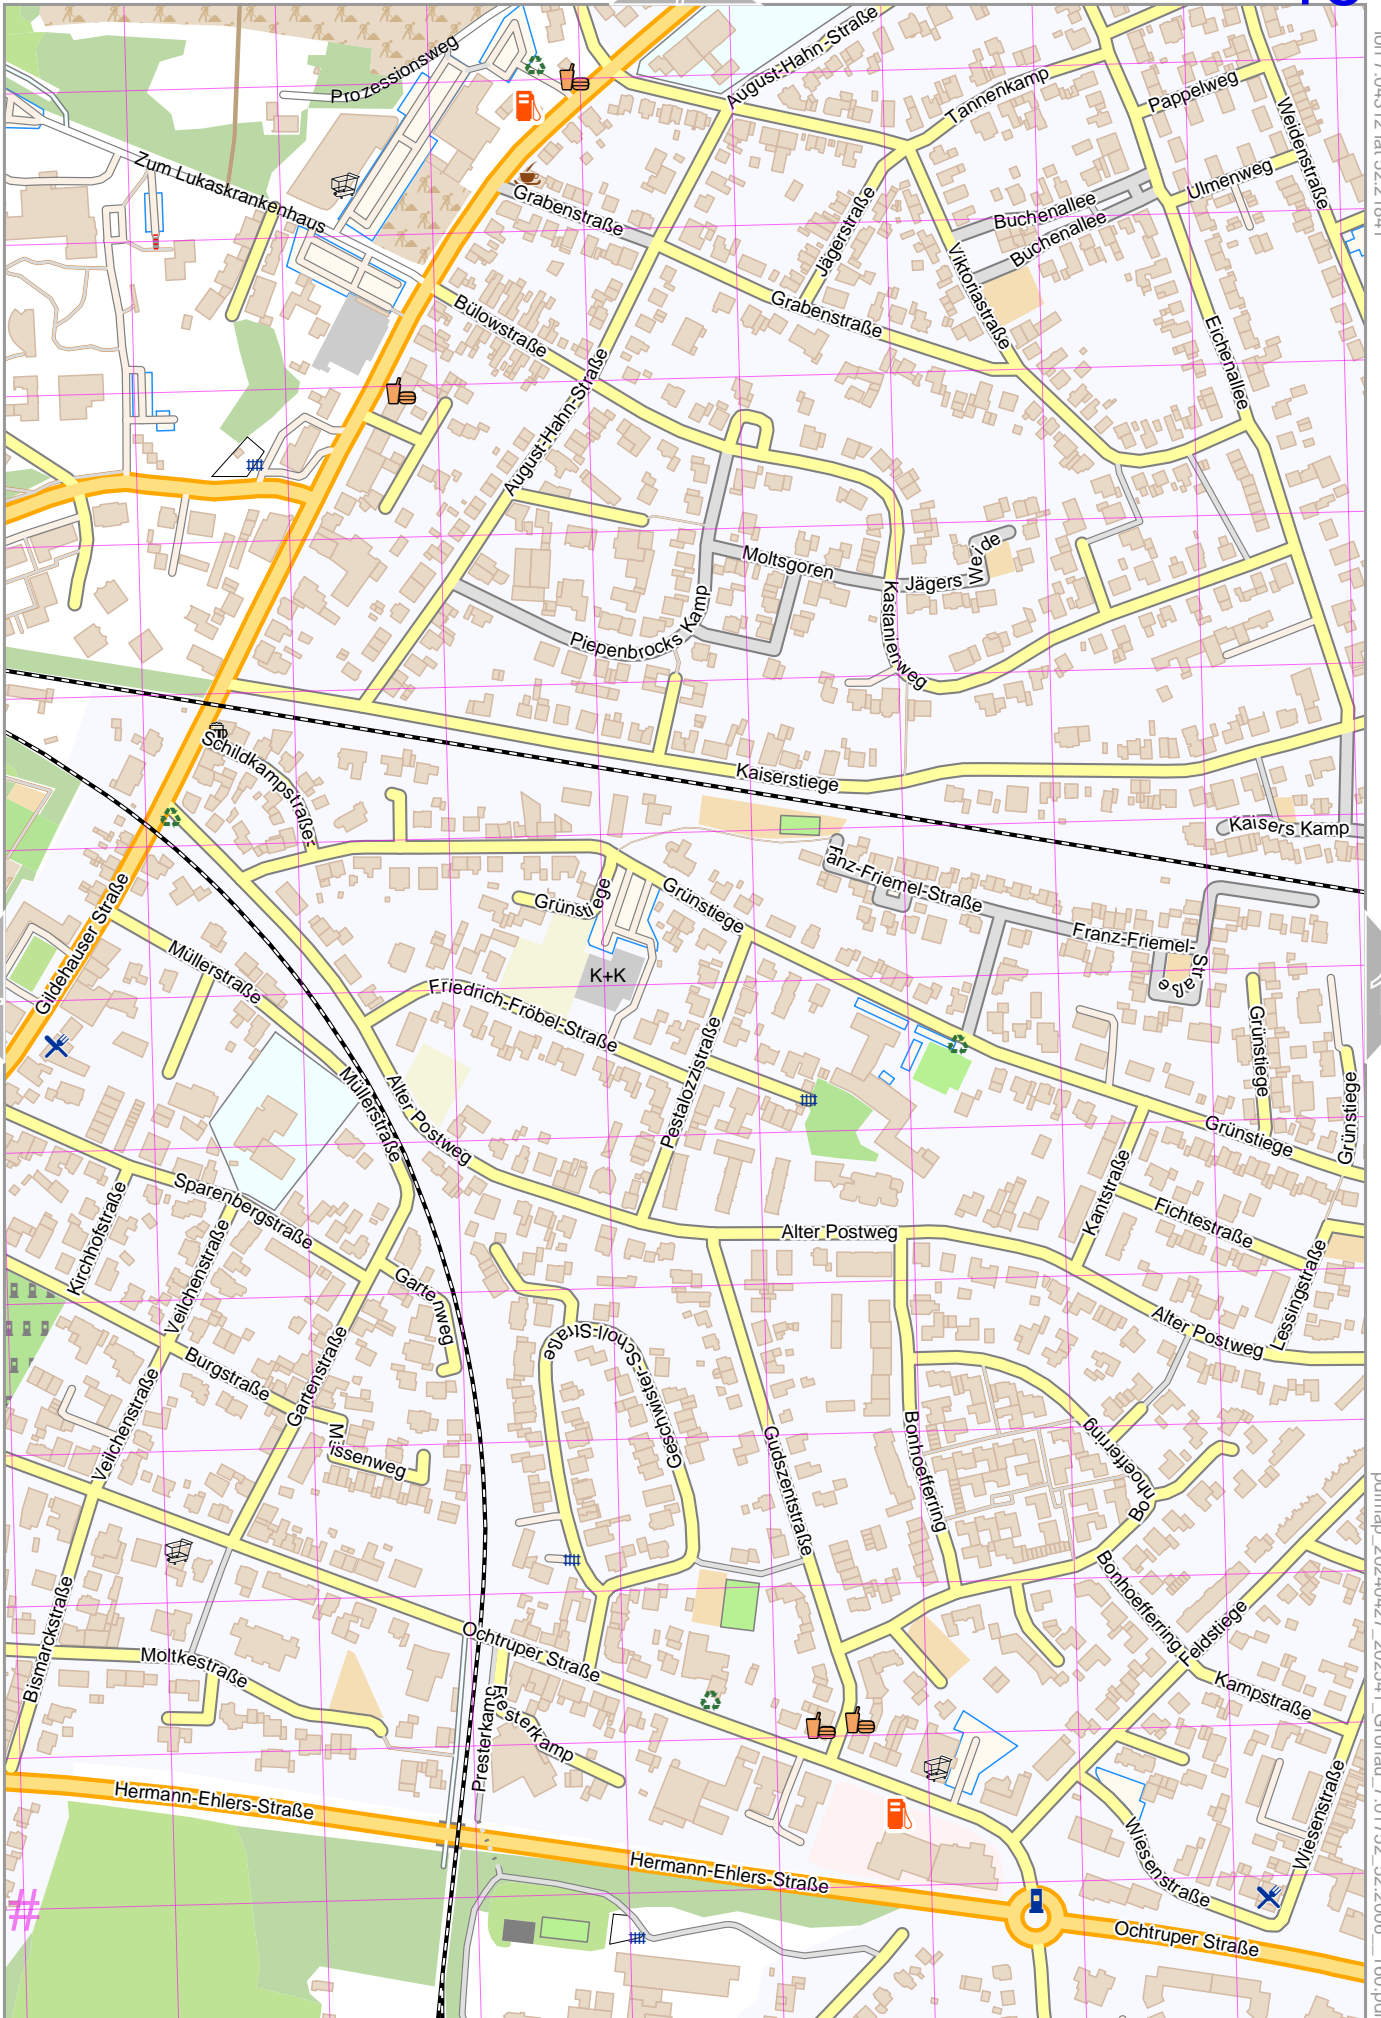 August-Hahn-Straße
Prozessionsweg
Tannenkamp
Pappelweg
Weidenstraße
Zum Lukaskrankenhaus
Ulmenweg
Grabenstraße
Buchenallee
Buchenallee
Jägerstraße
Viktoriastraße
Grabenstraße
Bülowstraße
Eichenallee
August-Hahn-Straße
Moltsgoren
Jägers
Weide
Kastanienweg
Piepenbrocks Kamp
Schildkampstraße
Kaiserstiege
Kaisers Kamp
Franz-Friemel-Straße
Grünstiege
Grünstiege
Gildehauser Straße
Franz-Friemel-Straße
Müllerstraße
K+K
Friedrich-Fröbel-Straße
Grünstiege
Pestalozzistraße
Müllerstraße
Alter Postweg
Grünstiege
Grünstiege
Sparenbergstraße
Kirchhofstraße
Veilchenstraße
Kantstraße
Fichtestraße
Alter Postweg
Lessingstraße
Gartenweg
Alter Postweg
Geschwister-Scholl-Straße
Burgstraße
Gartenstraße
Veilchenstraße
Missenweg
Gudszentstraße
Bonhoefferring
Bonhoefferring
Bonhoefferring
Feldstiege
Bismarckstraße
Moltkestraße
Ochtruper Straße
Kampstraße
Presterkamp
Presterkamp
Hermann-Ehlers-Straße
Wiesenstraße
Wiesenstraße
Hermann-Ehlers-Straße
Ochtruper Straße
#